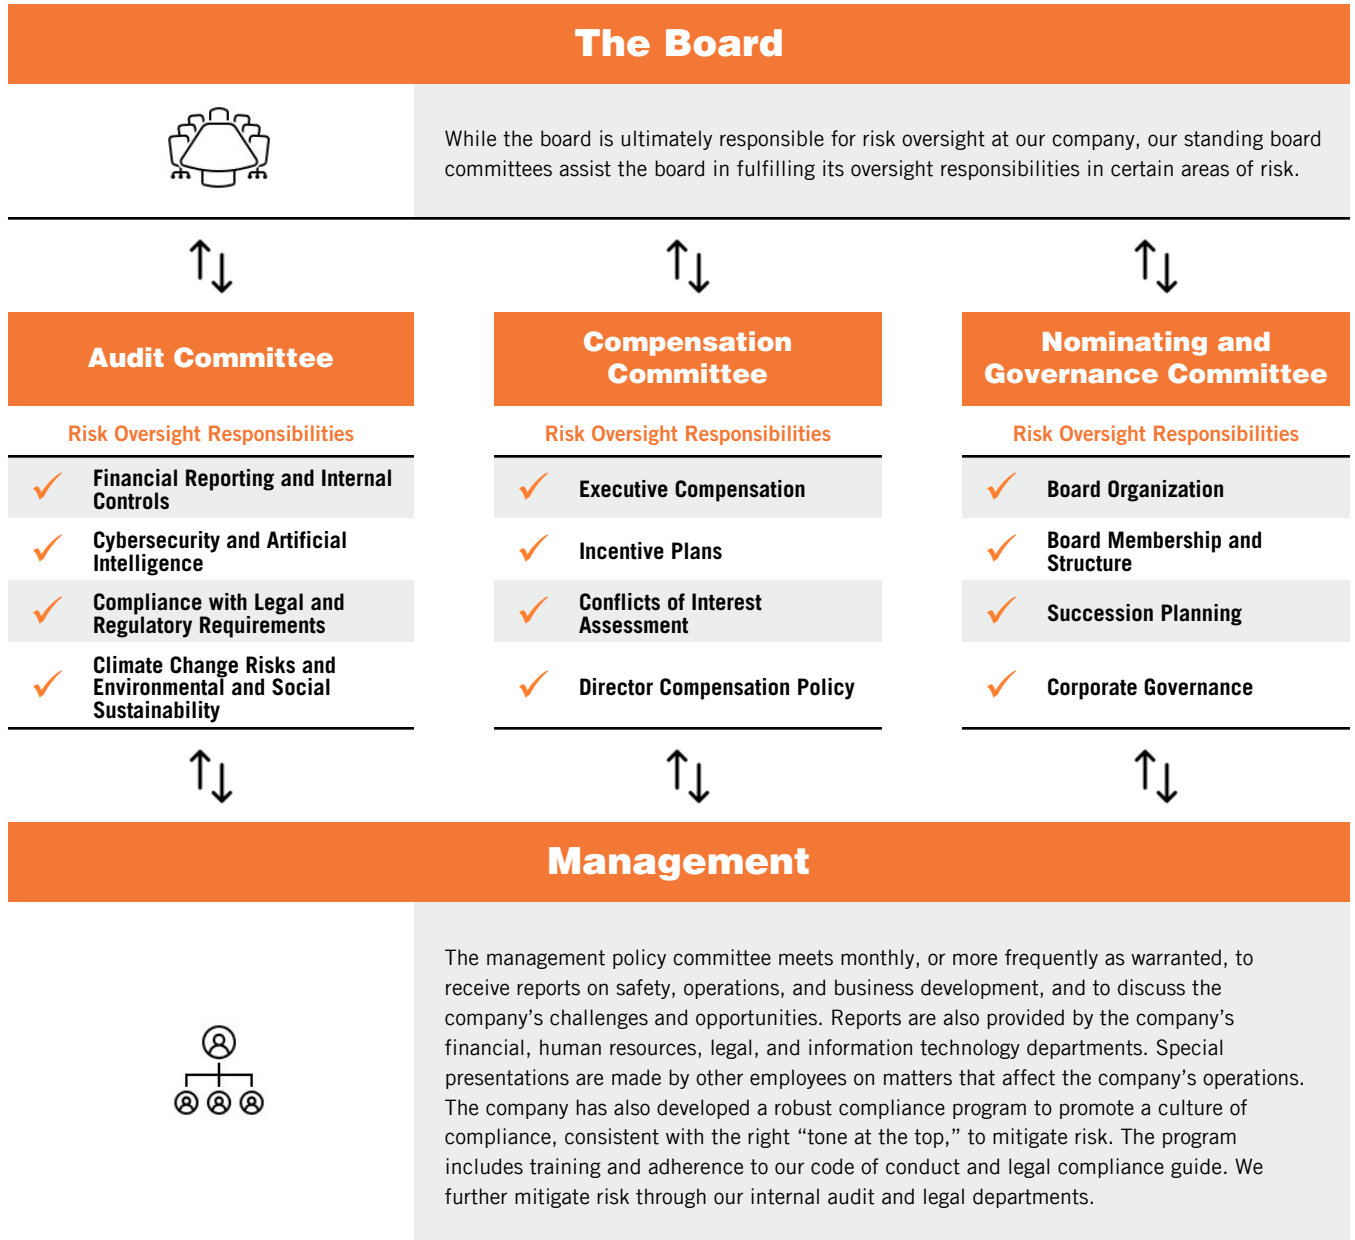 The Board
While the board is ultimately responsible for risk oversight at our company, our standing board
committees assist the board in fulfilling its oversight responsibilities in certain areas of risk.
Audit Committee
Risk Oversight Responsibilities
Financial Reporting and Internal
Controls
Cybersecurity and Artificial
Intelligence
Compliance with Legal and
Regulatory Requirements
Climate Change Risks and
Environmental and Social
Sustainability
Compensation
Committee
Risk Oversight Responsibilities
Executive Compensation
Incentive Plans
Conflicts of Interest
Assessment
Director Compensation Policy
Nominating and
Governance Committee
Risk Oversight Responsibilities
Board Organization
Board Membership and
Structure
Succession Planning
Corporate Governance
Management
The management policy committee meets monthly, or more frequently as warranted, to
receive reports on safety, operations, and business development, and to discuss the
company’s challenges and opportunities. Reports are also provided by the company’s
financial, human resources, legal, and information technology departments. Special
presentations are made by other employees on matters that affect the company’s operations.
The company has also developed a robust compliance program to promote a culture of
compliance, consistent with the right “tone at the top,” to mitigate risk. The program
includes training and adherence to our code of conduct and legal compliance guide. We
further mitigate risk through our internal audit and legal departments.